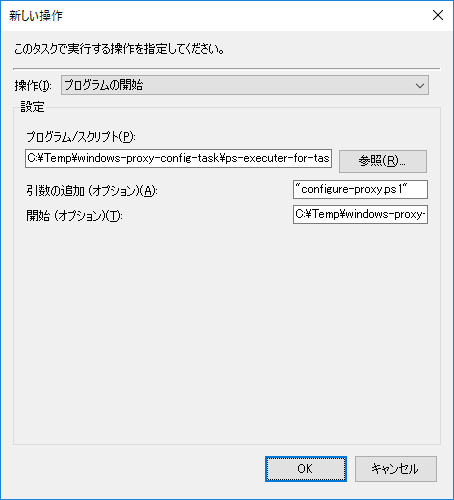 新しい操作
このタスクで実行する操作を指定してください。
操作(I): プログラムの開始
設定
プログラム/スクリプト(P):
C:¥Temp¥windows-proxy-config-task¥ps-executer-for-tas 参照(R)...
引数の追加 (オプション)(A): "configure-proxy.ps1"
開始 (オプション)(T): C:¥Temp¥windows-proxy-
OK キャンセル